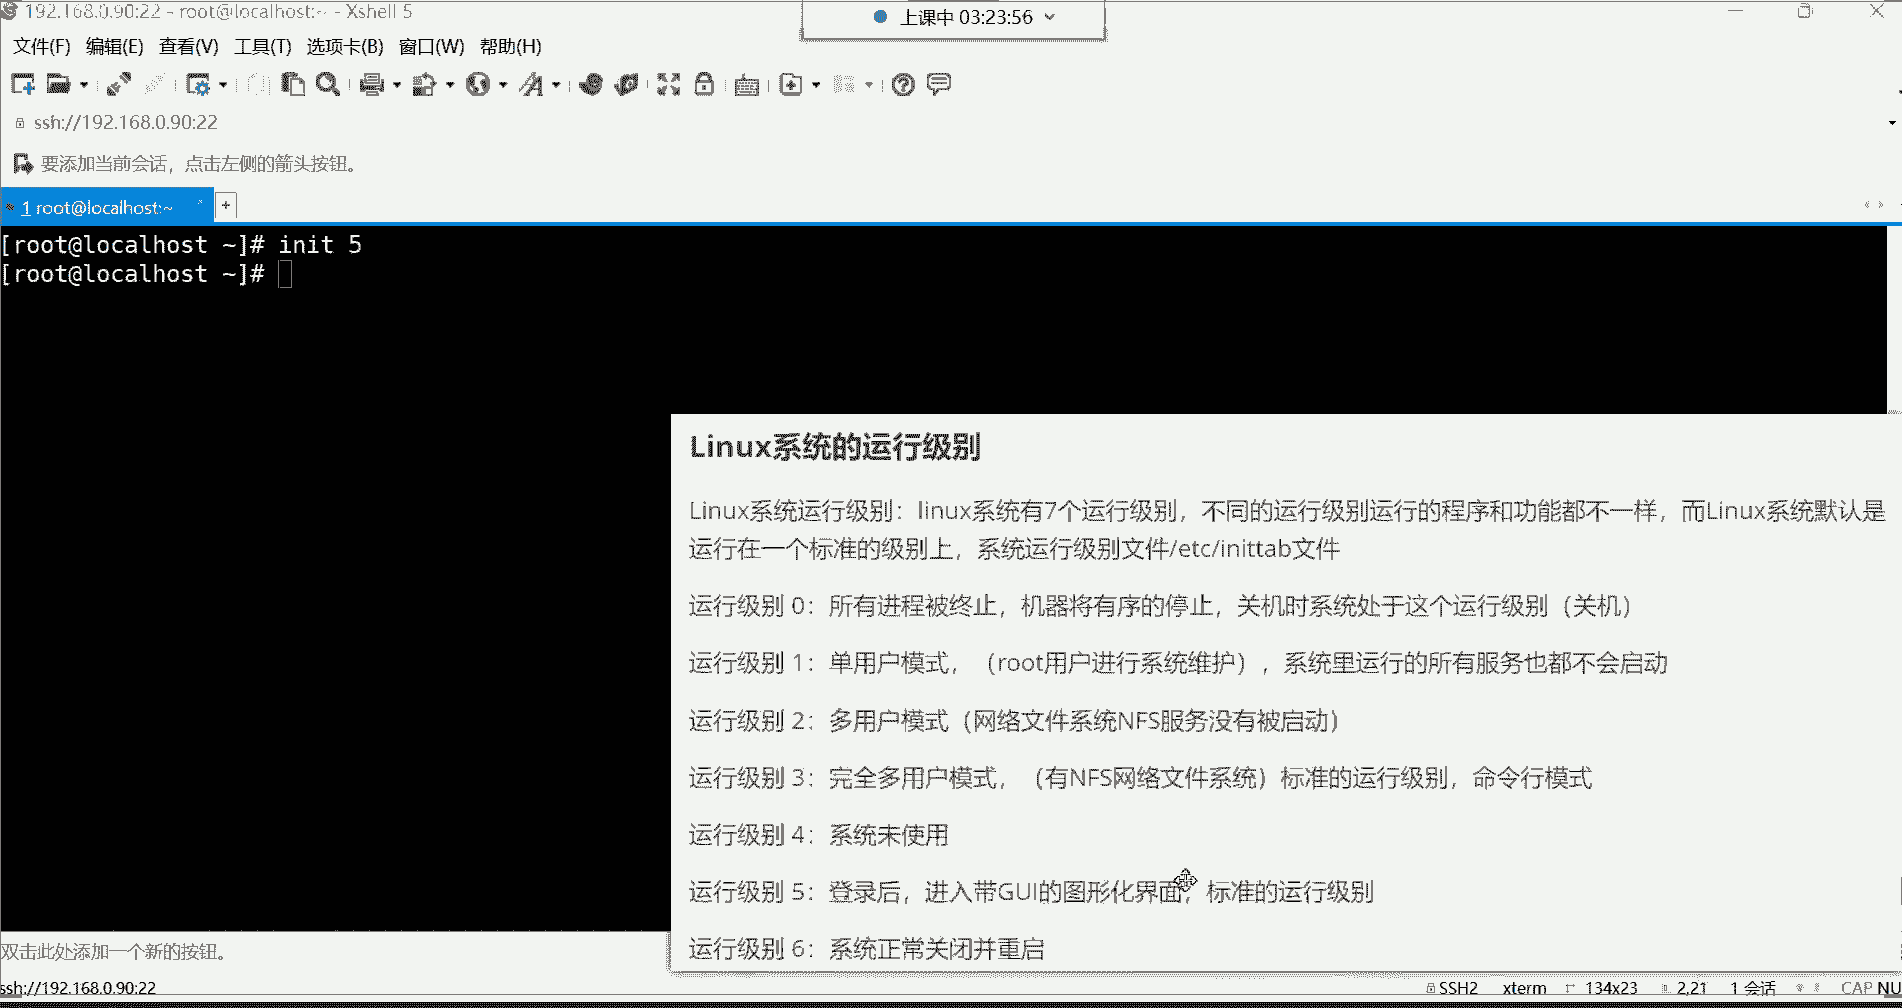 192.168.0.90:22 - root@localhost:~ - Xshell 5
上课中 03:23:56
文件(F) 编辑(E) 查看(V) 工具(T) 选项卡(B) 窗口(W) 帮助(H)
ssh://192.168.0.90:22
要添加当前会话，点击左侧的箭头按钮。
1 root@localhost:~
[root@localhost ~]# init 5
[root@localhost ~]#
Linux系统的运行级别
Linux系统运行级别：linux系统有7个运行级别，不同的运行级别运行的程序和功能都不一样，而Linux系统默认是
运行在一个标准的级别上，系统运行级别文件/etc/inittab文件
运行级别 0：所有进程被终止，机器将有序的停止，关机时系统处于这个运行级别（关机）
运行级别 1：单用户模式，（root用户进行系统维护），系统里运行的所有服务也都不会启动
运行级别 2：多用户模式（网络文件系统NFS服务没有被启动）
运行级别 3：完全多用户模式，（有NFS网络文件系统）标准的运行级别，命令行模式
运行级别 4：系统未使用
运行级别 5：登录后，进入带GUI的图形化界面，标准的运行级别
运行级别 6：系统正常关闭并重启
双击此处添加一个新的按钮。
ssh://192.168.0.90:22 SSH2 xterm 134x23 2,21 1 会话 CAP NU